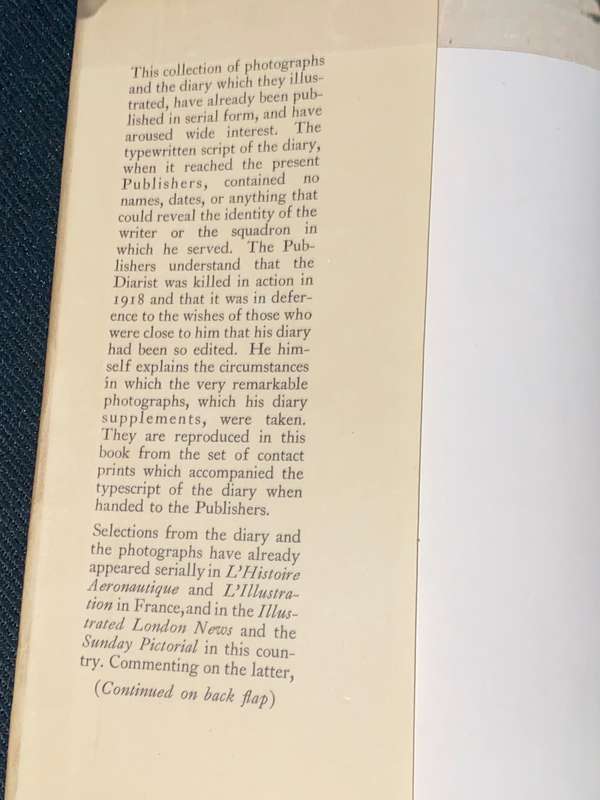 This collection of photographs
and the diary which they illus-
trated, have already been pub-
lished in serial form, and have
aroused wide interest. The
typewritten script of the diary,
when it reached the present
Publishers, contained no
names, dates, or anything that
could reveal the identity of the
writer or the squadron in
which he served. The Pub-
lishers understand that the
Diarist was killed in action in
1918 and that it was in defer-
ence to the wishes of those who
were close to him that his diary
had been so edited. He him-
self explains the circumstances
in which the very remarkable
photographs, which his diary
supplements, were taken.
They are reproduced in this
book from the set of contact
prints which accompanied the
typescript of the diary when
handed to the Publishers.
Selections from the diary and
the photographs have already
appeared serially in L'Histoire
Aeronautique and L'Illustra-
tion in France, and in the Illus-
trated London News and the
Sunday Pictorial in this coun-
try. Commenting on the latter,
(Continued on back flap)